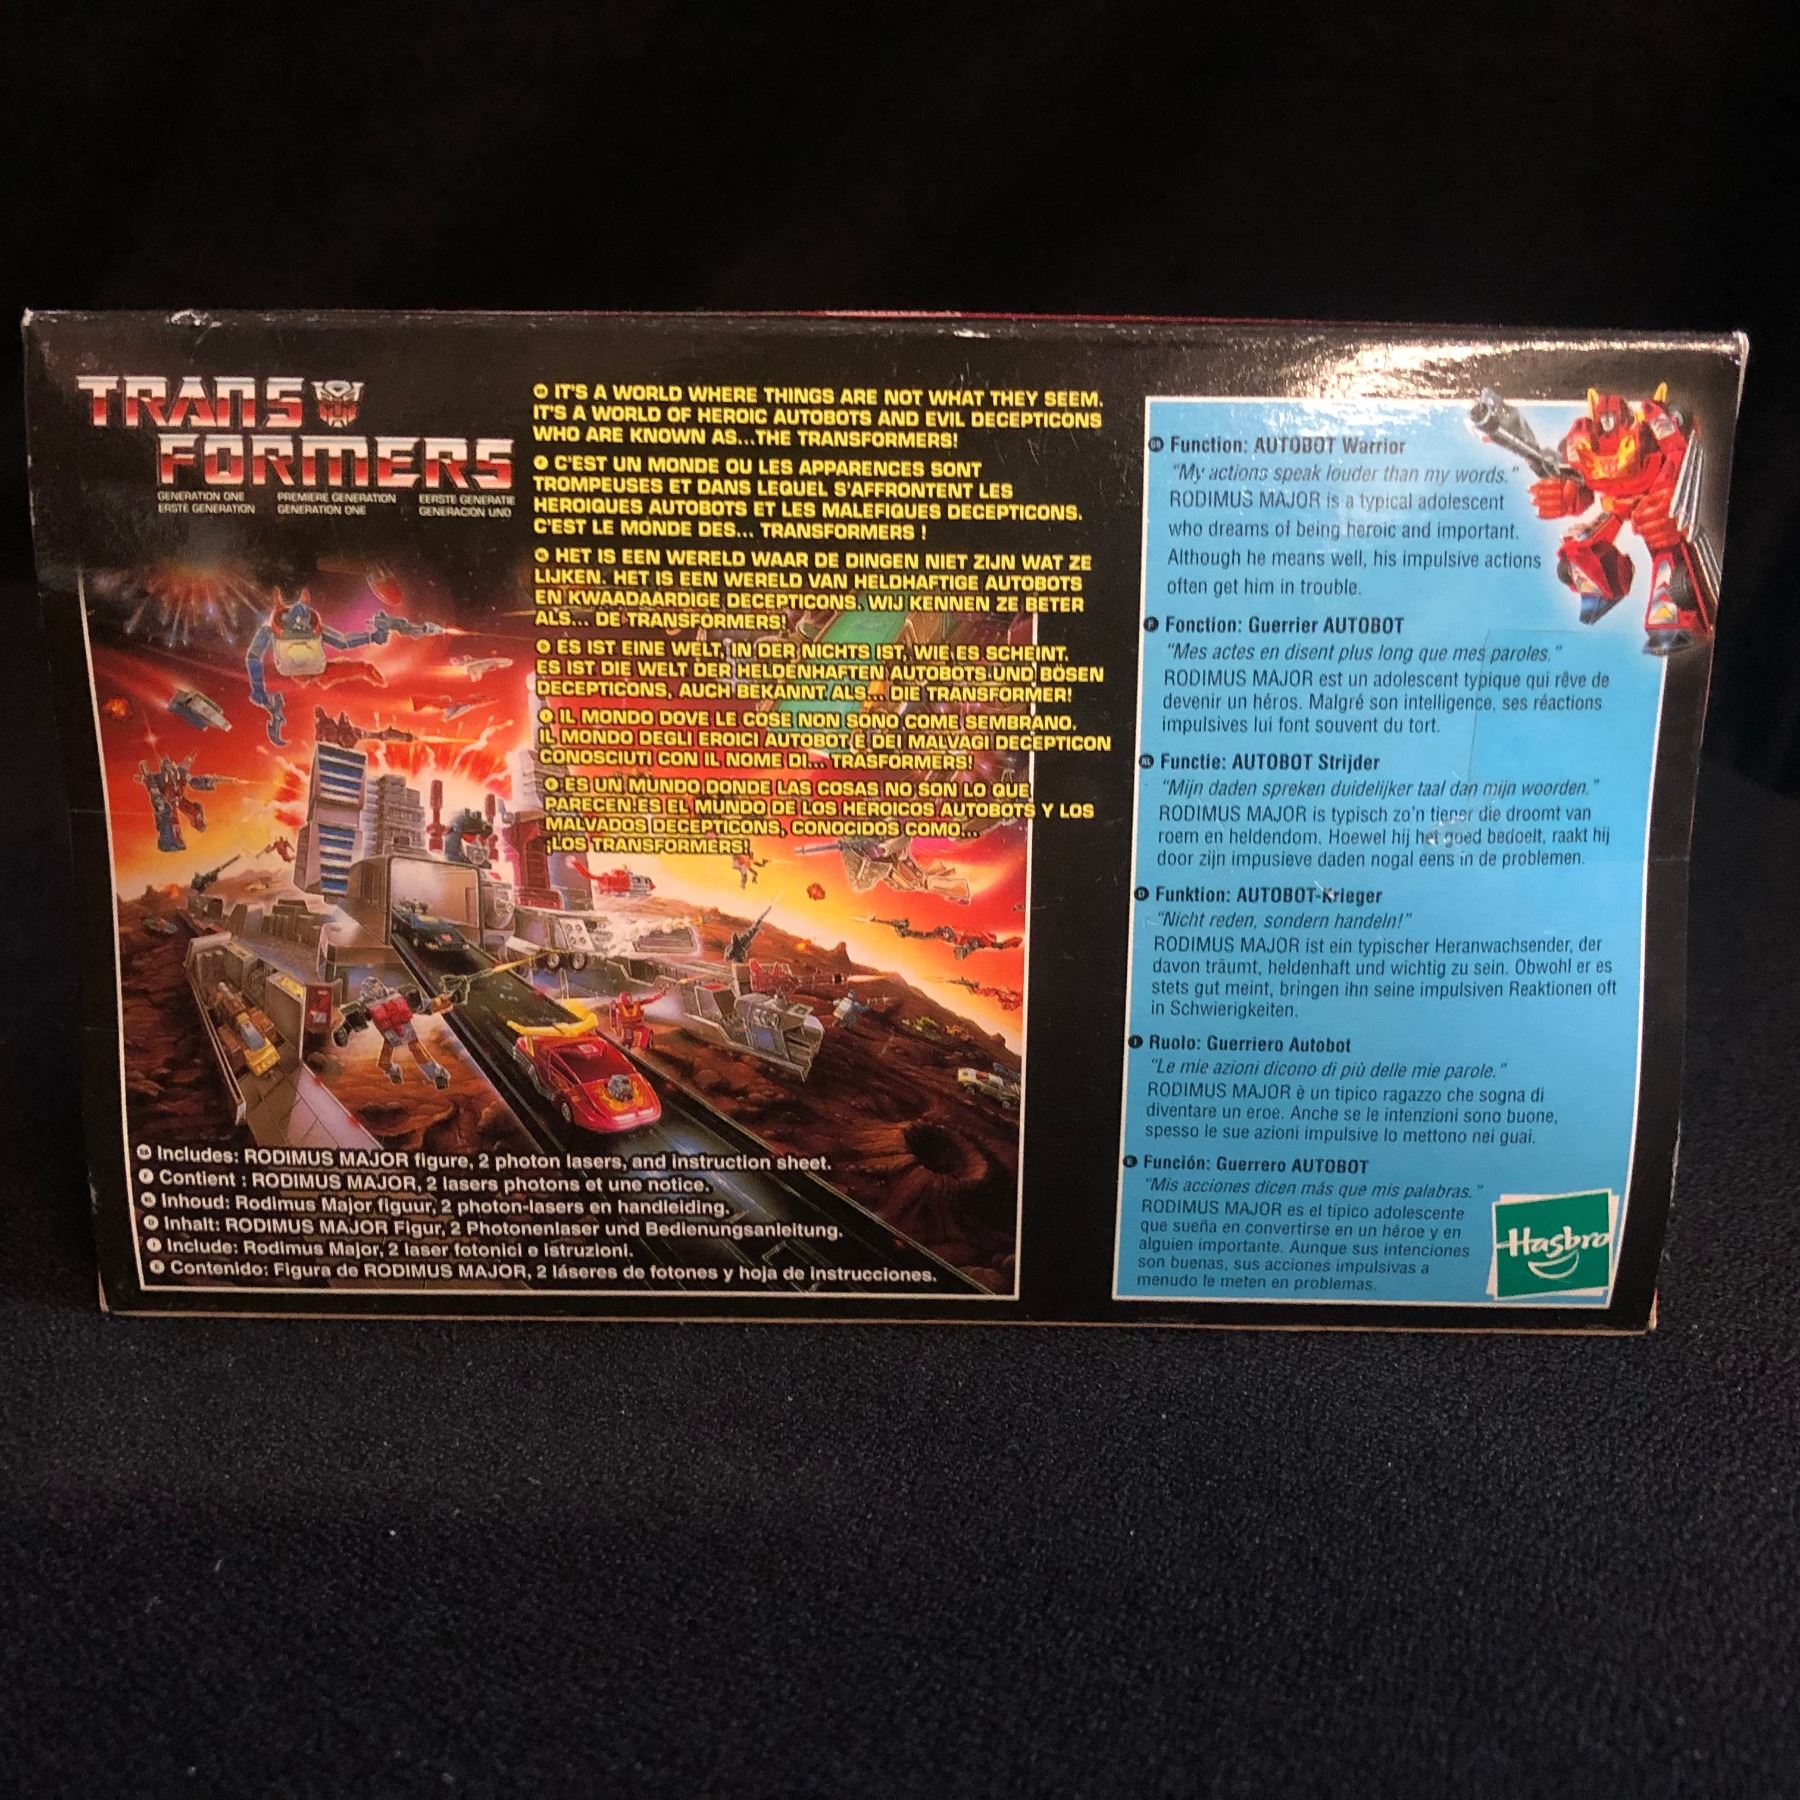 TRANS
FORMERS
GENERATION ONE PREMIERE GENERATION EERSTE GENERATIE
ERSTE GENERATION GENERATION ONE GENERACION UNO
IT'S A WORLD WHERE THINGS ARE NOT WHAT THEY SEEM.
IT'S A WORLD OF HEROIC AUTOBOTS AND EVIL DECEPTICONS
WHO ARE KNOWN AS...THE TRANSFORMERS!
C'EST UN MONDE OU LES APPARENCES SONT
TROMPEUSES ET DANS LEQUEL S'AFFRONTENT LES
HEROIQUES AUTOBOTS ET LES MALEFIQUES DECEPTICONS.
C'EST LE MONDE DES... TRANSFORMERS !
HET IS EEN WERELD WAAR DE DINGEN NIET ZIJN WAT ZE
LIJKEN. HET IS EEN WERELD VAN HELDHAFTIGE AUTOBOTS
EN KWAADAARDIGE DECEPTICONS. WIJ KENNEN ZE BETER
ALS... DE TRANSFORMERS!
ES IST EINE WELT, IN DER NICHTS IST, WIE ES SCHEINT.
ES IST DIE WELT DER HELDENHAFTEN AUTOBOTS UND BÖSEN
DECEPTICONS, AUCH BEKANNT ALS... DIE TRANSFORMER!
IL MONDO DOVE LE COSE NON SONO COME SEMBRANO.
IL MONDO DEGLI EROICI AUTOBOT E DEI MALVAGI DECEPTICON
CONOSCIUTI CON IL NOME DI... TRASFORMERS!
ES UN MUNDO DONDE LAS COSAS NO SON LO QUE
PARECEN.ES EL MUNDO DE LOS HEROICOS AUTOBOTS Y LOS
MALVADOS DECEPTICONS, CONOCIDOS COMO...
¡LOS TRANSFORMERS!
GB Includes: RODIMUS MAJOR figure, 2 photon lasers, and instruction sheet.
F Contient : RODIMUS MAJOR, 2 lasers photons et une notice.
NL Inhoud: Rodimus Major figuur, 2 photon-lasers en handleiding.
D Inhalt: RODIMUS MAJOR Figur, 2 Photonenlaser und Bedienungsanleitung.
I Include: Rodimus Major, 2 laser fotonici e istruzioni.
E Contenido: Figura de RODIMUS MAJOR, 2 láseres de fotones y hoja de instrucciones.
GB Function: AUTOBOT Warrior
"My actions speak louder than my words."
RODIMUS MAJOR is a typical adolescent
who dreams of being heroic and important.
Although he means well, his impulsive actions
often get him in trouble.
F Fonction: Guerrier AUTOBOT
"Mes actes en disent plus long que mes paroles."
RODIMUS MAJOR est un adolescent typique qui rêve de
devenir un héros. Malgré son intelligence, ses réactions
impulsives lui font souvent du tort.
NL Functie: AUTOBOT Strijder
"Mijn daden spreken duidelijker taal dan mijn woorden."
RODIMUS MAJOR is typisch zo'n tiener die droomt van
roem en heldendom. Hoewel hij het goed bedoelt, raakt hij
door zijn impusieve daden nogal eens in de problemen.
D Funktion: AUTOBOT-Krieger
"Nicht reden, sondern handeln!"
RODIMUS MAJOR ist ein typischer Heranwachsender, der
davon träumt, heldenhaft und wichtig zu sein. Obwohl er es
stets gut meint, bringen ihn seine impulsiven Reaktionen oft
in Schwierigkeiten.
I Ruolo: Guerriero Autobot
"Le mie azioni dicono di più delle mie parole."
RODIMUS MAJOR è un tipico ragazzo che sogna di
diventare un eroe. Anche se le intenzioni sono buone,
spesso le sue azioni impulsive lo mettono nei guai.
E Función: Guerrero AUTOBOT
"Mis acciones dicen más que mis palabras."
RODIMUS MAJOR es el típico adolescente
que sueña en convertirse en un héroe y en
alguien importante. Aunque sus intenciones
son buenas, sus acciones impulsivas a
menudo le meten en problemas.
Hasbro